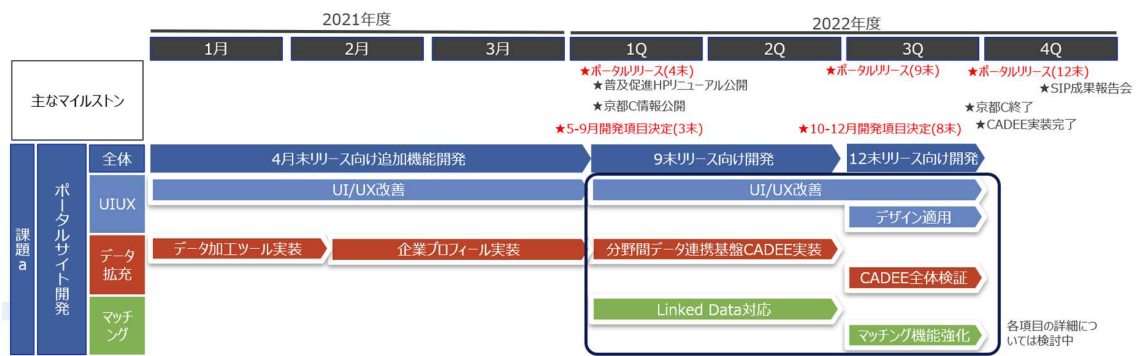 2021年度
2022年度
1月
2月
3月
1Q
2Q
3Q
4Q
主なマイルストン
★ポータルリリース(4末)
★普及促進HPリニューアル公開
★京都C情報公開
★5-9月開発項目決定(3末)
★ポータルリリース(9末)
★10-12月開発項目決定(8末)
★ポータルリリース(12末)
★SIP成果報告会
★京都C終了
★CADEE実装完了
課題a
ポータルサイト開発
全体
4月末リリース向け追加機能開発
9末リリース向け開発
12末リリース向け開発
UIUX
UI/UX改善
UI/UX改善
デザイン適用
データ
拡充
データ加工ツール実装
企業プロフィール実装
分野間データ連携基盤CADEE実装
CADEE全体検証
マッチ
ング
Linked Data対応
マッチング機能強化
各項目の詳細につ
いては検討中